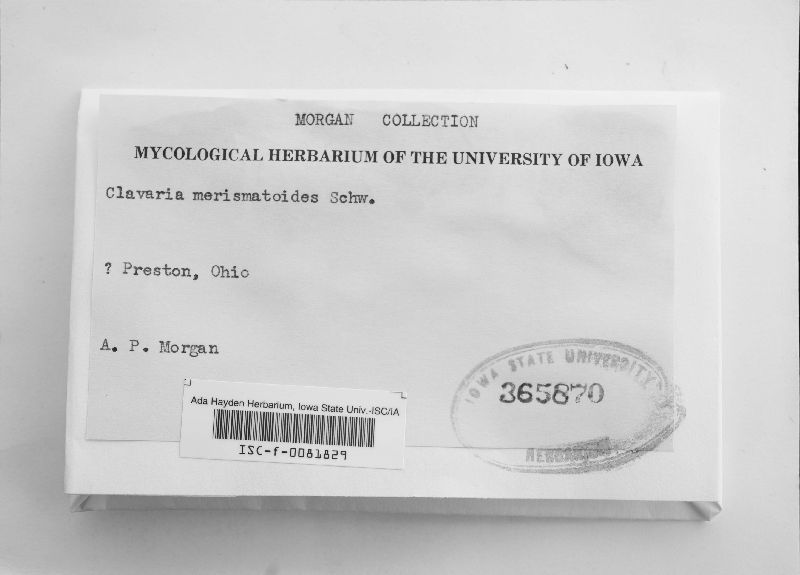 MORGAN COLLECTION
MYCOLOGICAL HERBARIUM OF THE UNIVERSITY OF IOWA
Clavaria merismatoides Schw.
? Preston, Ohio
A. P. Morgan
IOWA STATE UNIVERSITY
365870
HERBARIUM
Ada Hayden Herbarium, Iowa State Univ.-ISC/IA
ISC-f-0081829